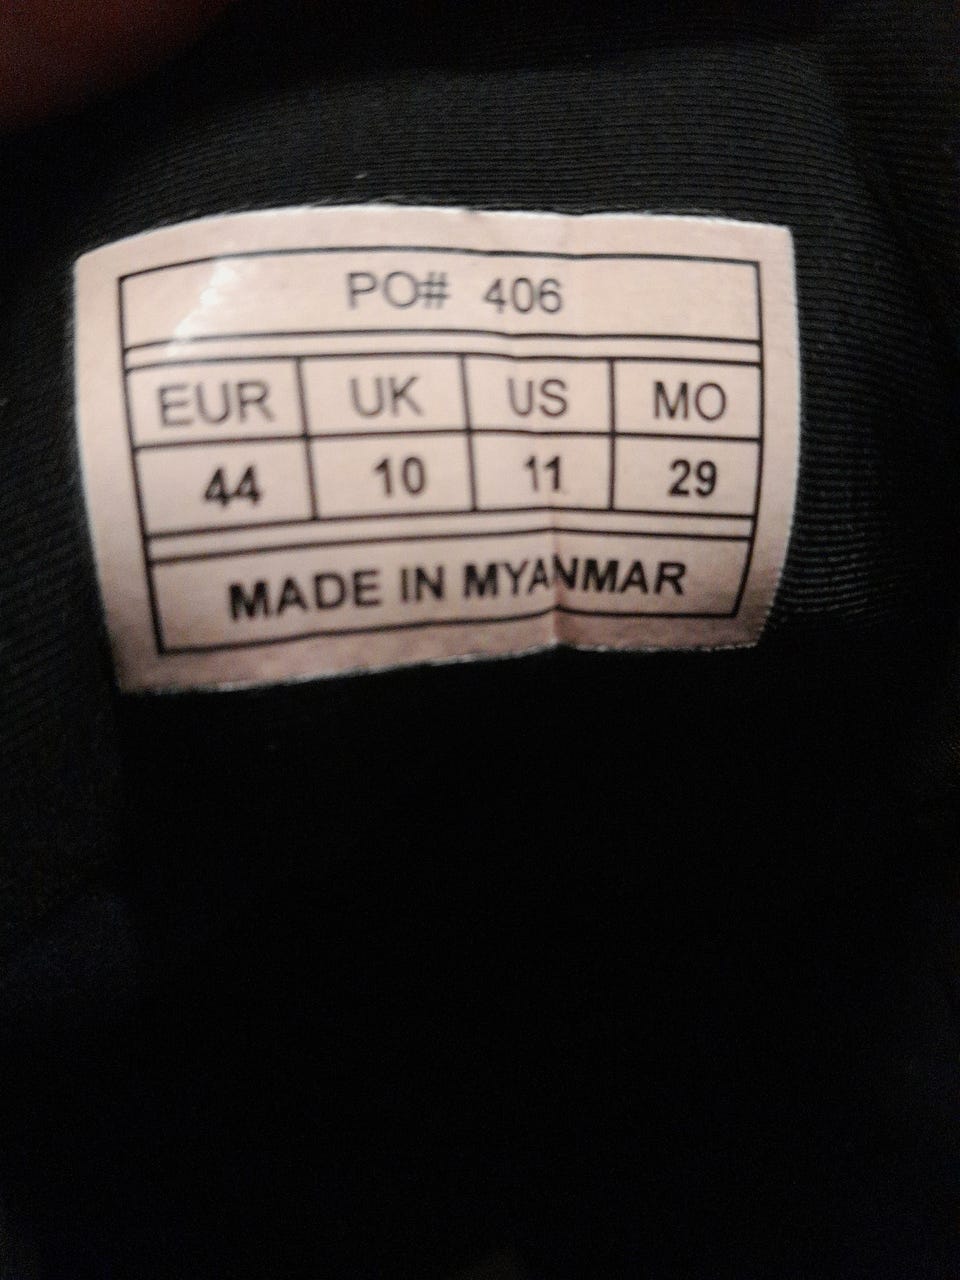 PO# 406
EUR UK US MO
44 10 11 29
MADE IN MYANMAR